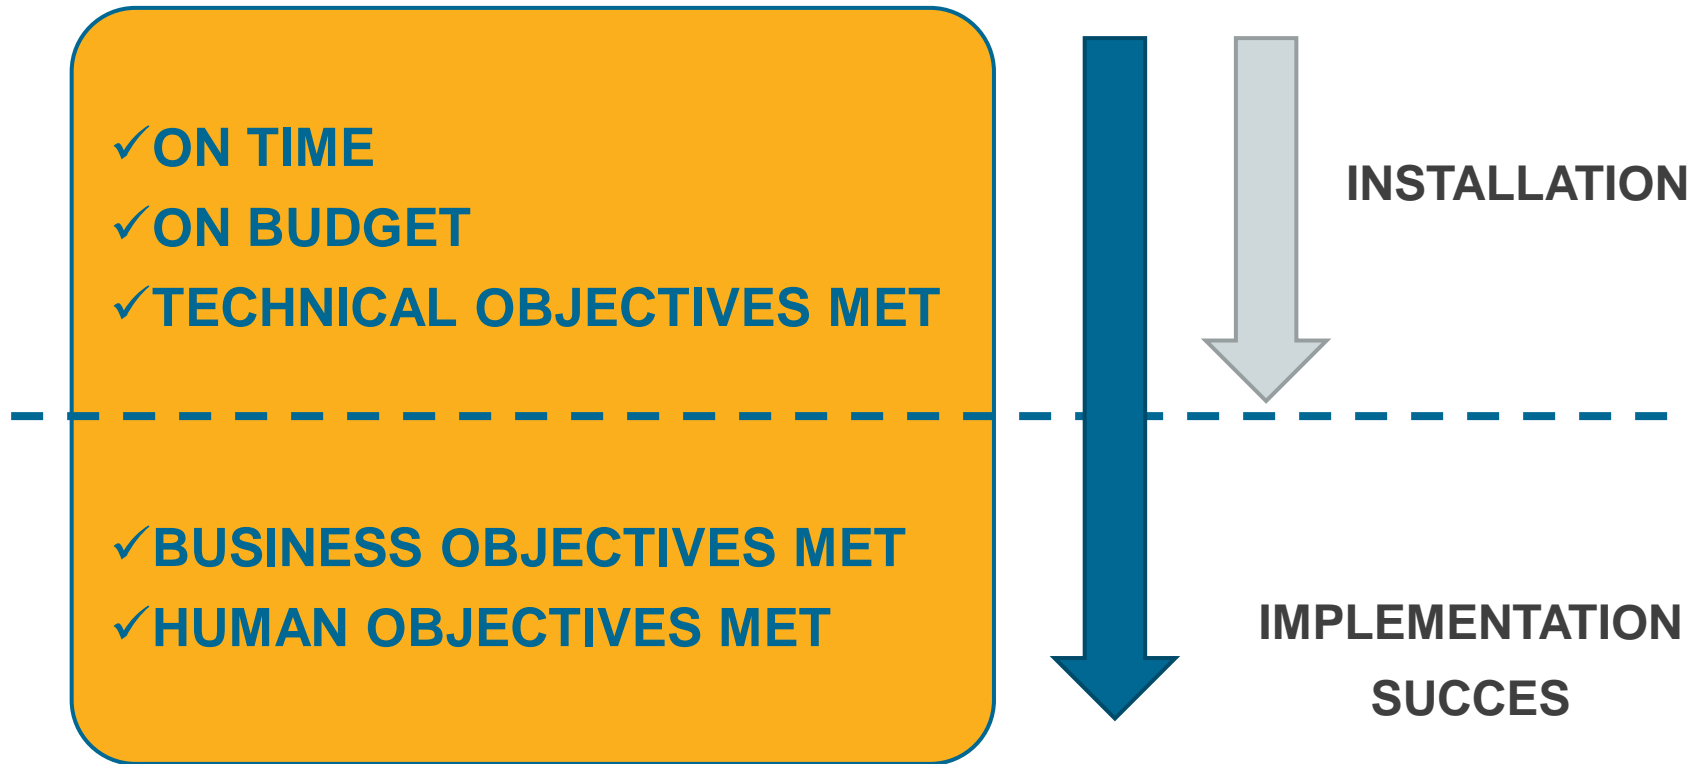 ✓ON TIME
✓ON BUDGET
✓TECHNICAL OBJECTIVES MET
INSTALLATION
✓BUSINESS OBJECTIVES MET
✓HUMAN OBJECTIVES MET
IMPLEMENTATION
SUCCES